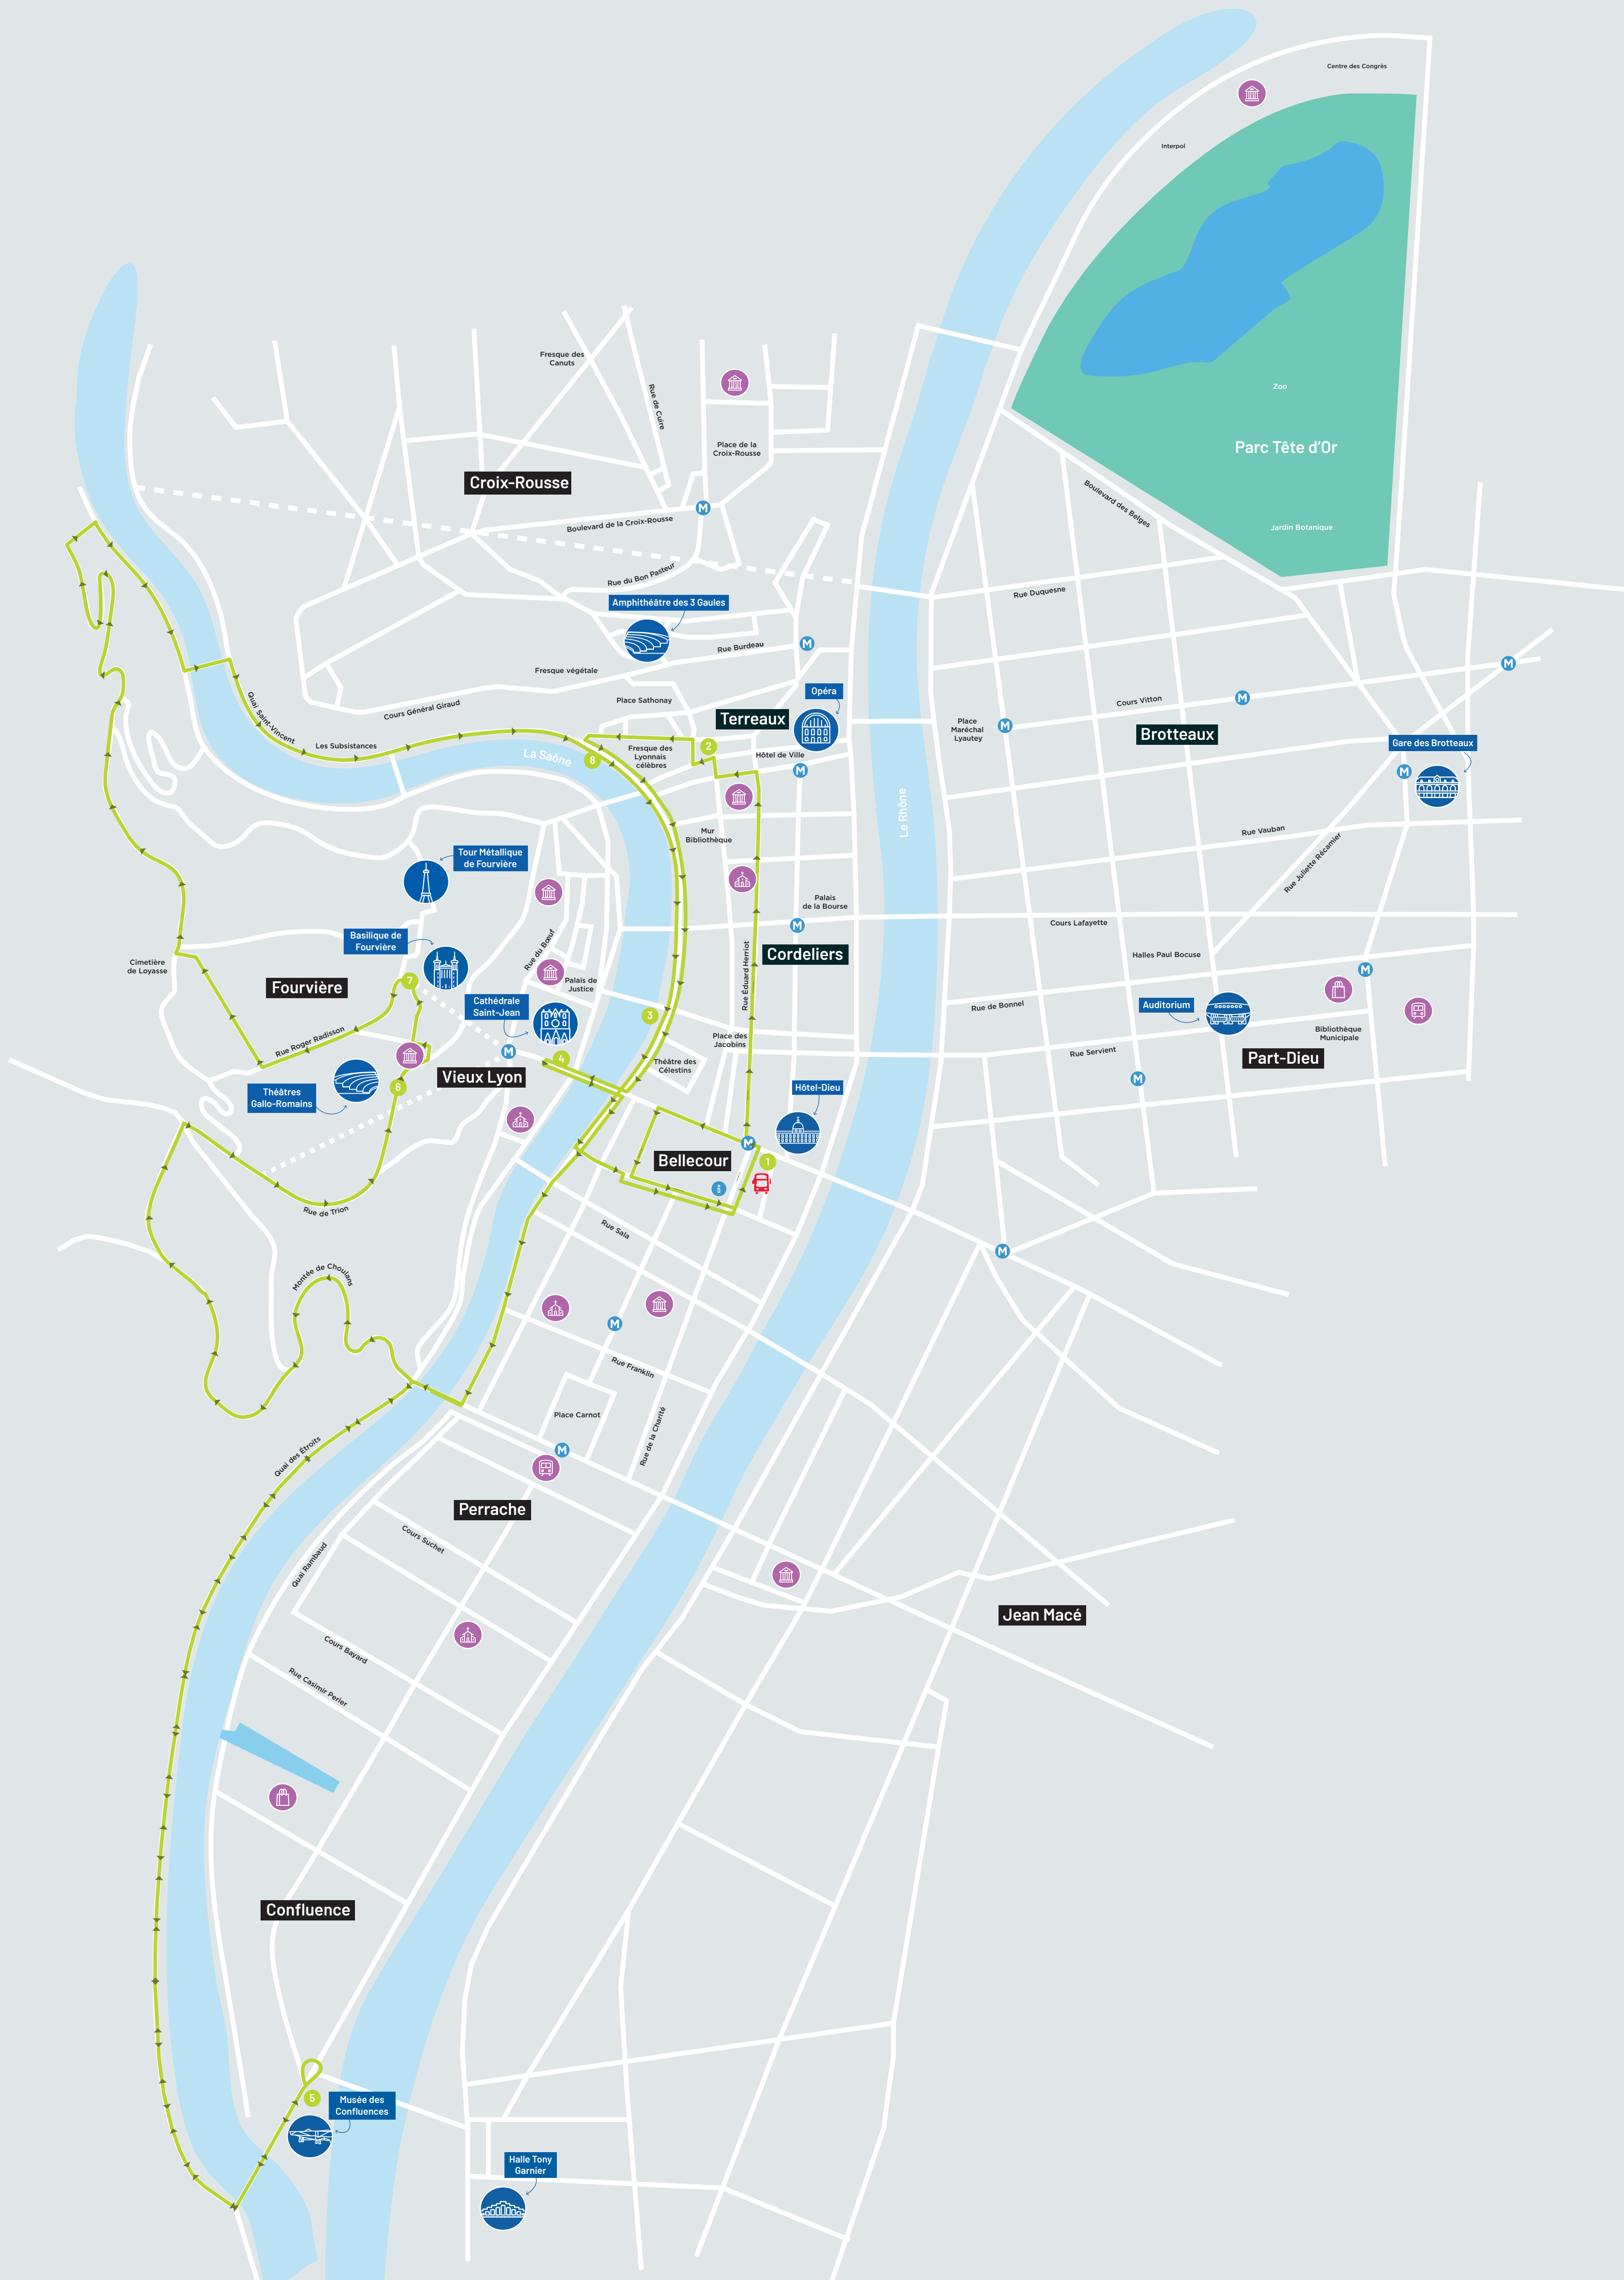 Centre des Congrès
Interpol
Zoo
Parc Tête d'Or
Jardin Botanique
Boulevard des Belges
Fresque des
Canuts
Rue de Cuire
Place de la
Croix-Rousse
Croix-Rousse
M
Boulevard de la Croix-Rousse
Rue du Bon Pasteur
Amphithéâtre des 3 Gaules
Rue Duquesne
M
Rue Burdeau
Fresque végétale
M
Opéra
Place Sathonay
Cours Général Giraud
Quai Saint-Vincent
Terreaux
M
Cours Vitton
M
Place
Maréchal
Lyautey
Brotteaux
Gare des Brotteaux
M
Les Subsistances
La Saône
8
Fresque des
Lyonnais
célèbres
2
Hôtel de Ville
M
Le Rhône
Mur
Bibliothèque
Rue Vauban
Rue Juliette Récamier
Tour Métallique
de Fourvière
Palais
de la Bourse
M
Cours Lafayette
Basilique de
Fourvière
Rue du Bœuf
Cordeliers
Halles Paul Bocuse
M
Cimetière
de Loyasse
Fourvière
7
Palais de
Justice
Rue Éduard Herriot
Cathédrale
Saint-Jean
Rue de Bonnel
Auditorium
3
Bibliothèque
Municipale
Rue Roger Radisson
Place des
Jacobins
M
4
Rue Servient
Part-Dieu
Théâtre des
Célestins
Vieux Lyon
M
6
Théâtres
Gallo-Romains
Hôtel-Dieu
M
Bellecour
1
i
Rue de Trion
Rue Sala
M
Montée de Choulans
M
Rue Franklin
Place Carnot
Rue de la Charité
M
Quai des Étroits
Perrache
Cours Suchet
Quai Rambaud
Jean Macé
Cours Bayard
Rue Casimir Perier
Confluence
5
Musée des
Confluences
Halle Tony
Garnier